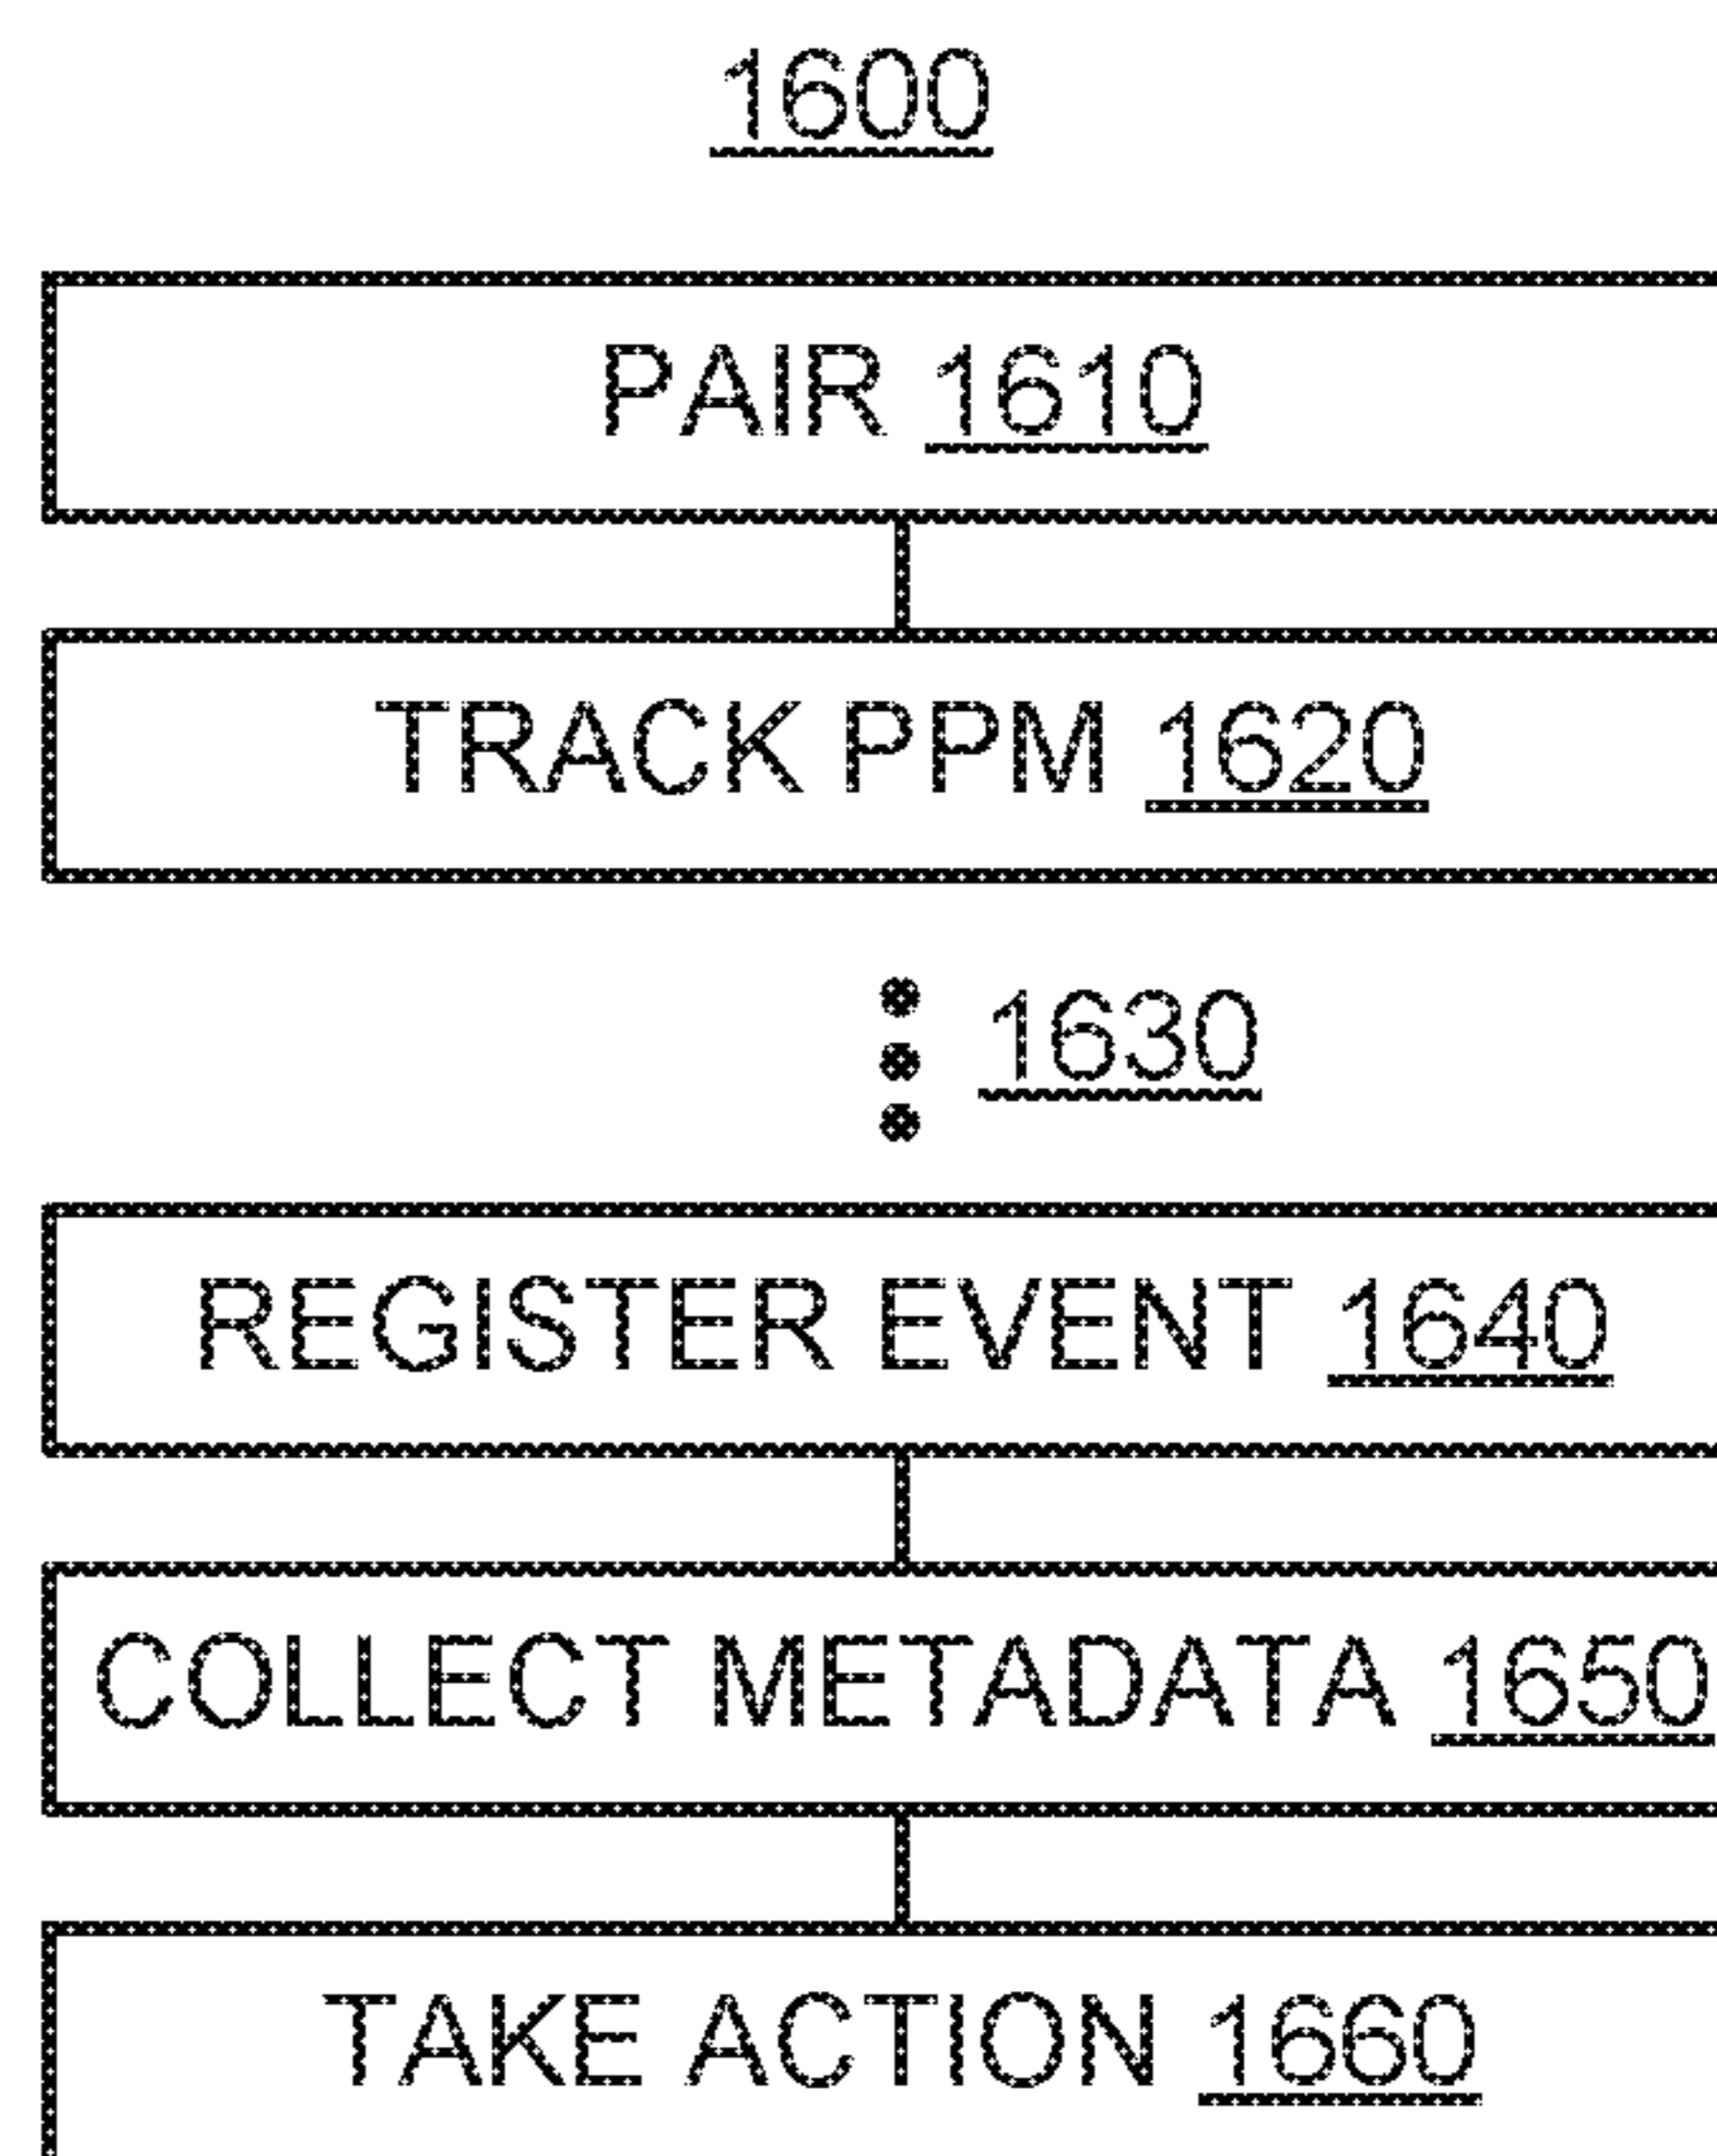 1600
PAIR 1610
TRACK PPM 1620
1630
REGISTER EVENT 1640
COLLECT METADATA 1650
TAKE ACTION 1660